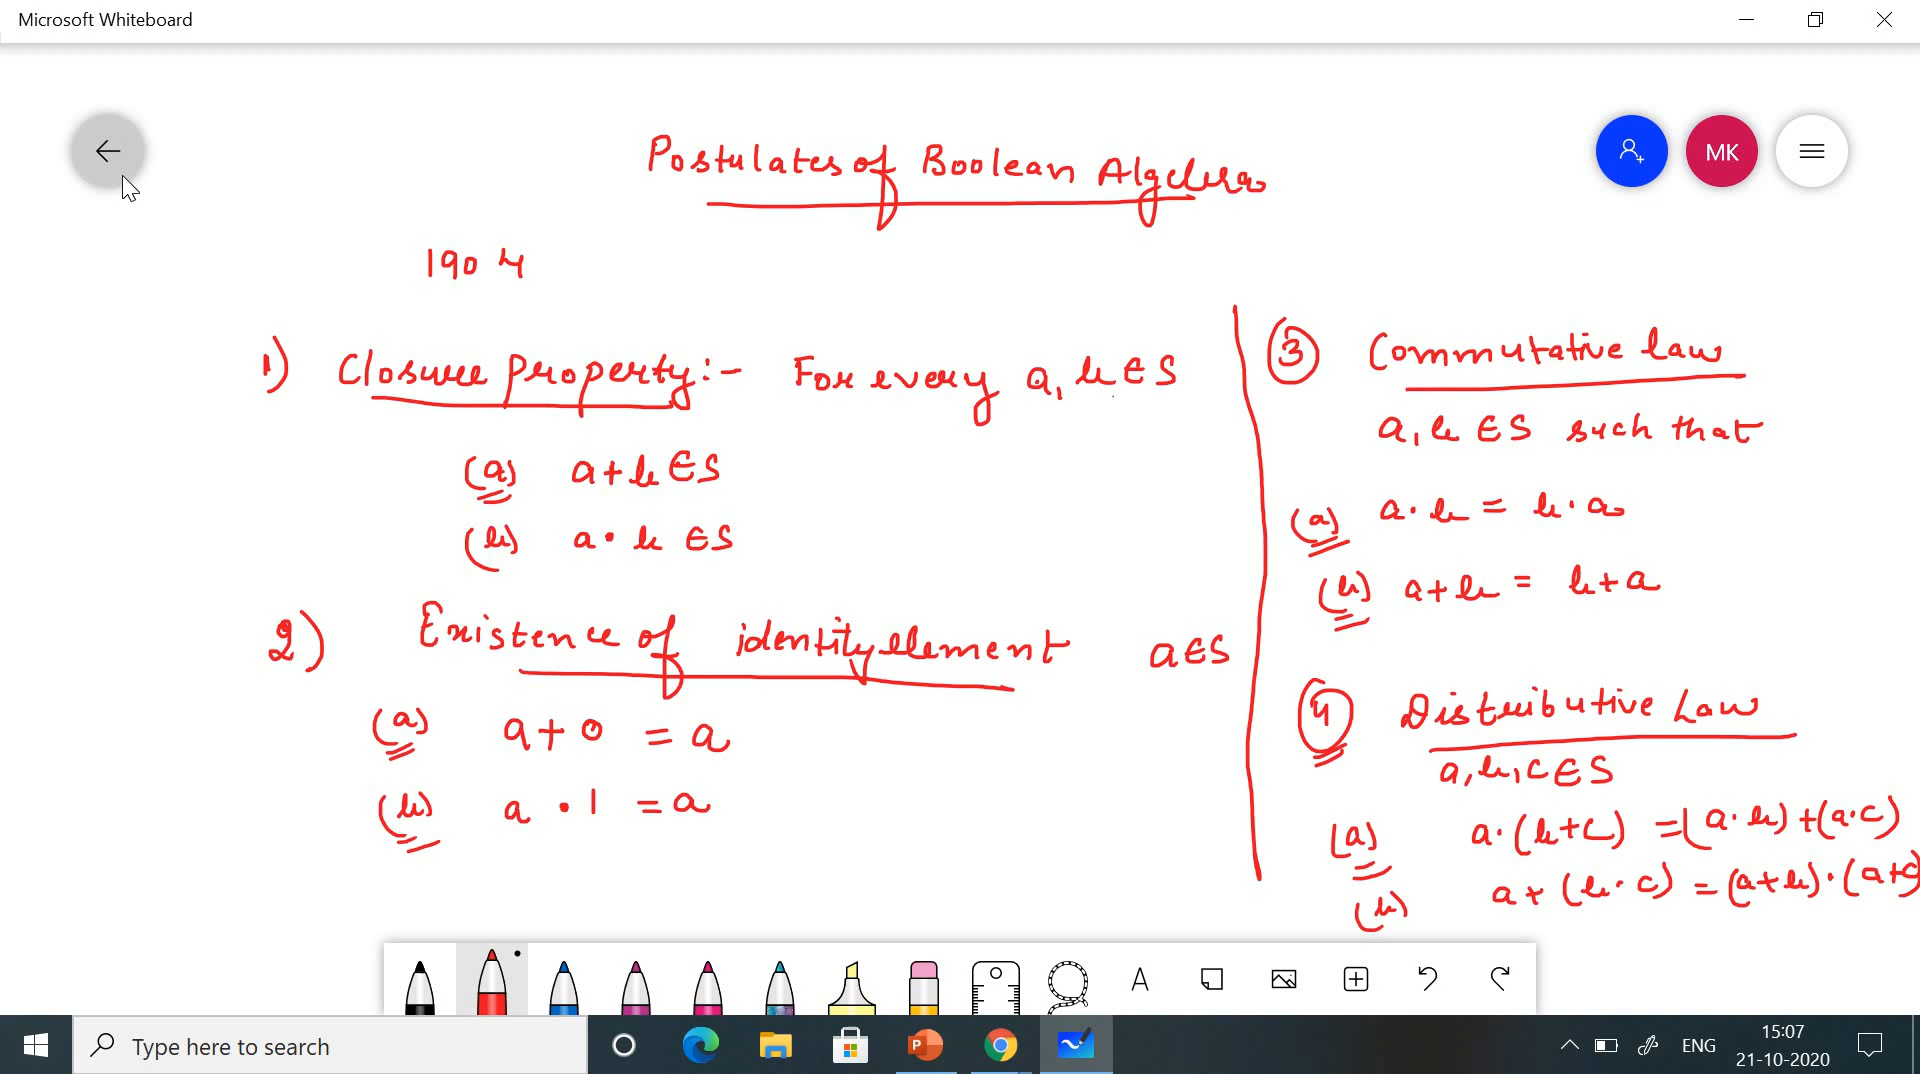 Microsoft Whiteboard
MK
Postulates of Boolean Algebra
1904
1) Closure Property:- For every a, b ∈ S
(a) a+b ∈ S
(b) a · b ∈ S
2) Existence of identity element a ∈ S
(a) a + 0 = a
(b) a · 1 = a
③ Commutative law
a, b ∈ S such that
(a) a · b = b · a
(b) a + b = b + a
④ Distributive Law
a, b, c ∈ S
(a) a · (b + c) = (a · b) + (a · c)
(b) a + (b · c) = (a + b) · (a + c)
A
Type here to search
ENG
15:07
21-10-2020